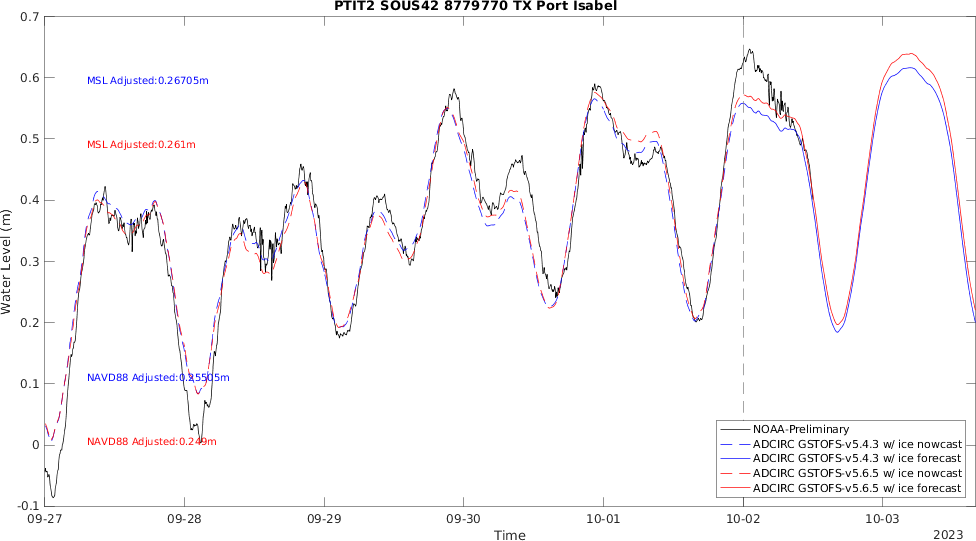 PTIT2 SOUS42 8779770 TX Port Isabel
0.7
0.6
0.5
0.4
0.3
0.2
0.1
0
-0.1
Water Level (m)
MSL Adjusted:0.26705m
MSL Adjusted:0.261m
NAVD88 Adjusted:0.25505m
NAVD88 Adjusted:0.249m
NOAA-Preliminary
ADCIRC GSTOFS-v5.4.3 w/ ice nowcast
ADCIRC GSTOFS-v5.4.3 w/ ice forecast
ADCIRC GSTOFS-v5.6.5 w/ ice nowcast
ADCIRC GSTOFS-v5.6.5 w/ ice forecast
09-27 09-28 09-29 09-30 10-01 10-02 10-03
Time
2023